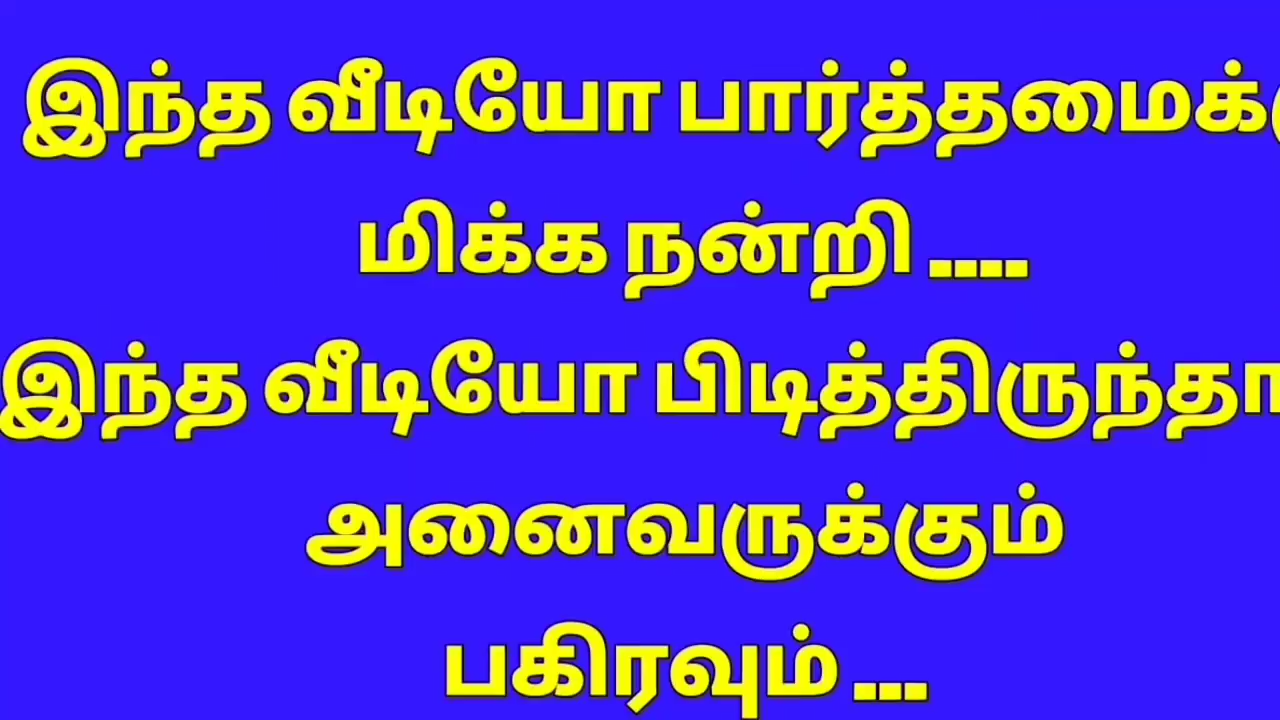 இந்த வீடியோ பார்த்தமைக்கு
மிக்க நன்றி ....
இந்த வீடியோ பிடித்திருந்தா
அனைவருக்கும்
பகிரவும் ...